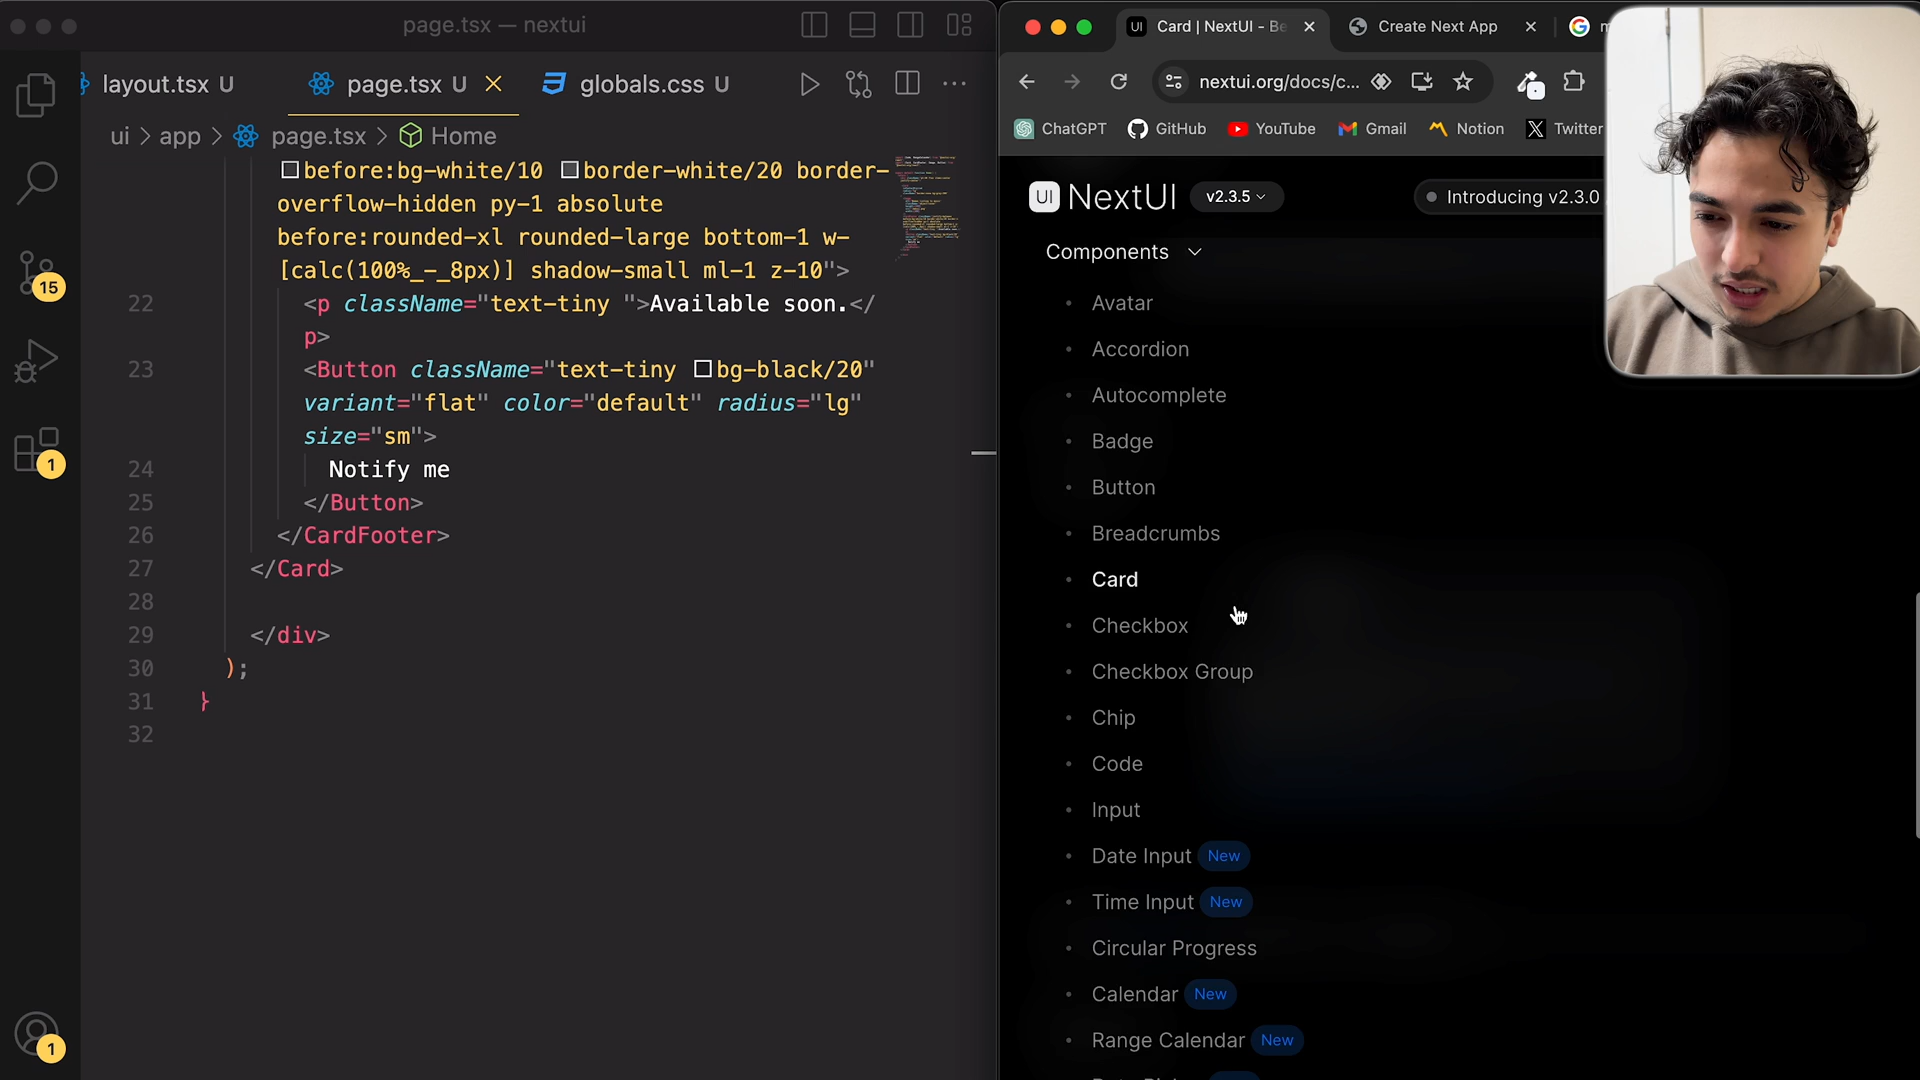 page.tsx — nextui
layout.tsx U
page.tsx U
globals.css U
ui > app > page.tsx > Home
before:bg-white/10 border-white/20 border-
overflow-hidden py-1 absolute
before:rounded-xl rounded-large bottom-1 w-
[calc(100%_-_8px)] shadow-small ml-1 z-10">
22 <p className="text-tiny ">Available soon.</
p>
23 <Button className="text-tiny bg-black/20"
variant="flat" color="default" radius="lg"
size="sm">
24 Notify me
25 </Button>
26 </CardFooter>
27 </Card>
28
29 </div>
30 );
31 }
32
15
1
1
Card | NextUI - Be
Create Next App
nextui.org/docs/c...
ChatGPT
GitHub
YouTube
Gmail
Notion
Twitter
UI NextUI
v2.3.5
Introducing v2.3.0
Components
Avatar
Accordion
Autocomplete
Badge
Button
Breadcrumbs
Card
Checkbox
Checkbox Group
Chip
Code
Input
Date Input New
Time Input New
Circular Progress
Calendar New
Range Calendar New